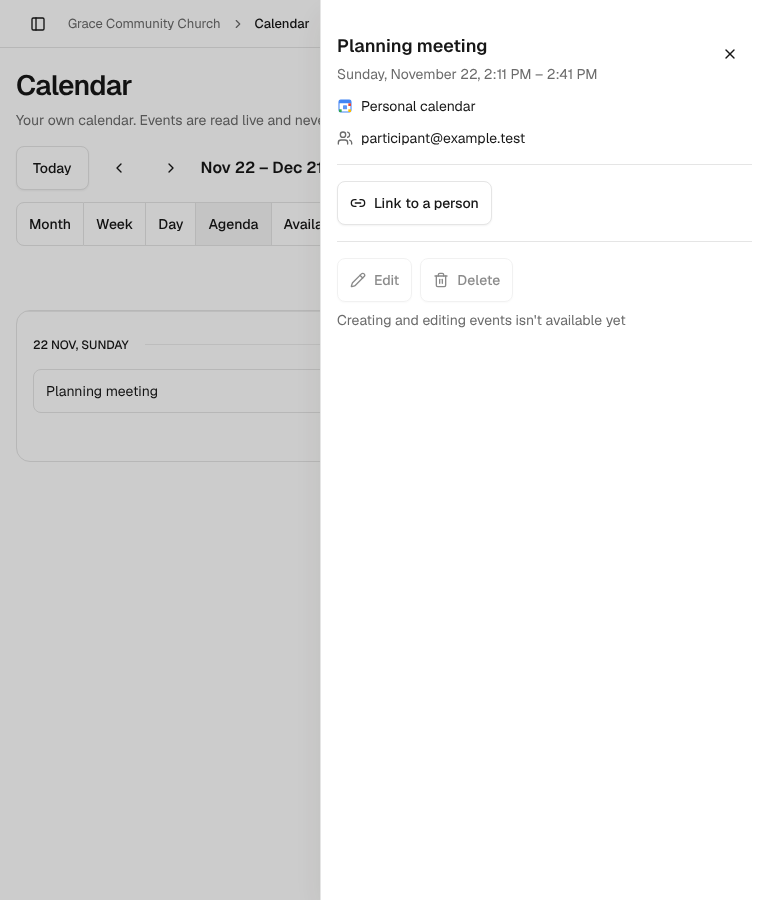 Grace Community Church
Calendar
Calendar
Your own calendar. Events are read live and
Today
Nov 22 – Dec 21
Month
Week
Day
Agenda
22 NOV, SUNDAY
Planning meeting
Planning meeting
Sunday, November 22, 2:11 PM – 2:41 PM
Personal calendar
participant@example.test
Link to a person
Edit
Delete
Creating and editing events isn't available yet